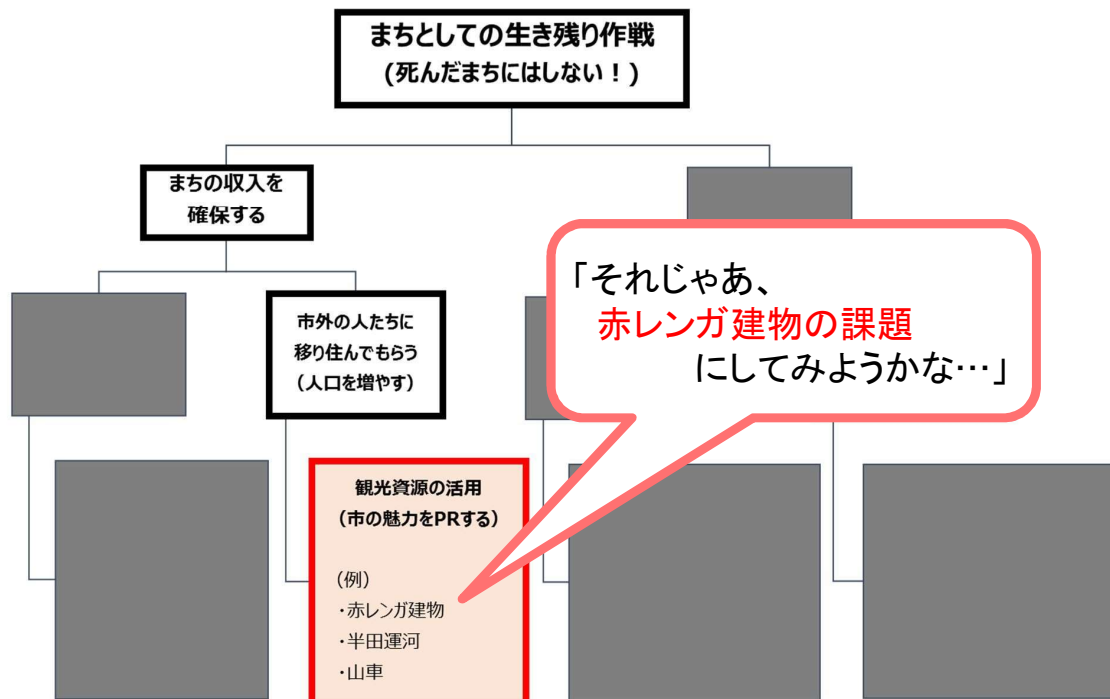 まちとしての生き残り作戦
(死んだまちにはしない！)
まちの収入を
確保する
市外の人たちに
移り住んでもらう
(人口を増やす)
「それじゃあ、
赤レンガ建物の課題
にしてみようかな…」
観光資源の活用
(市の魅力をPRする)
(例)
・赤レンガ建物
・半田運河
・山車